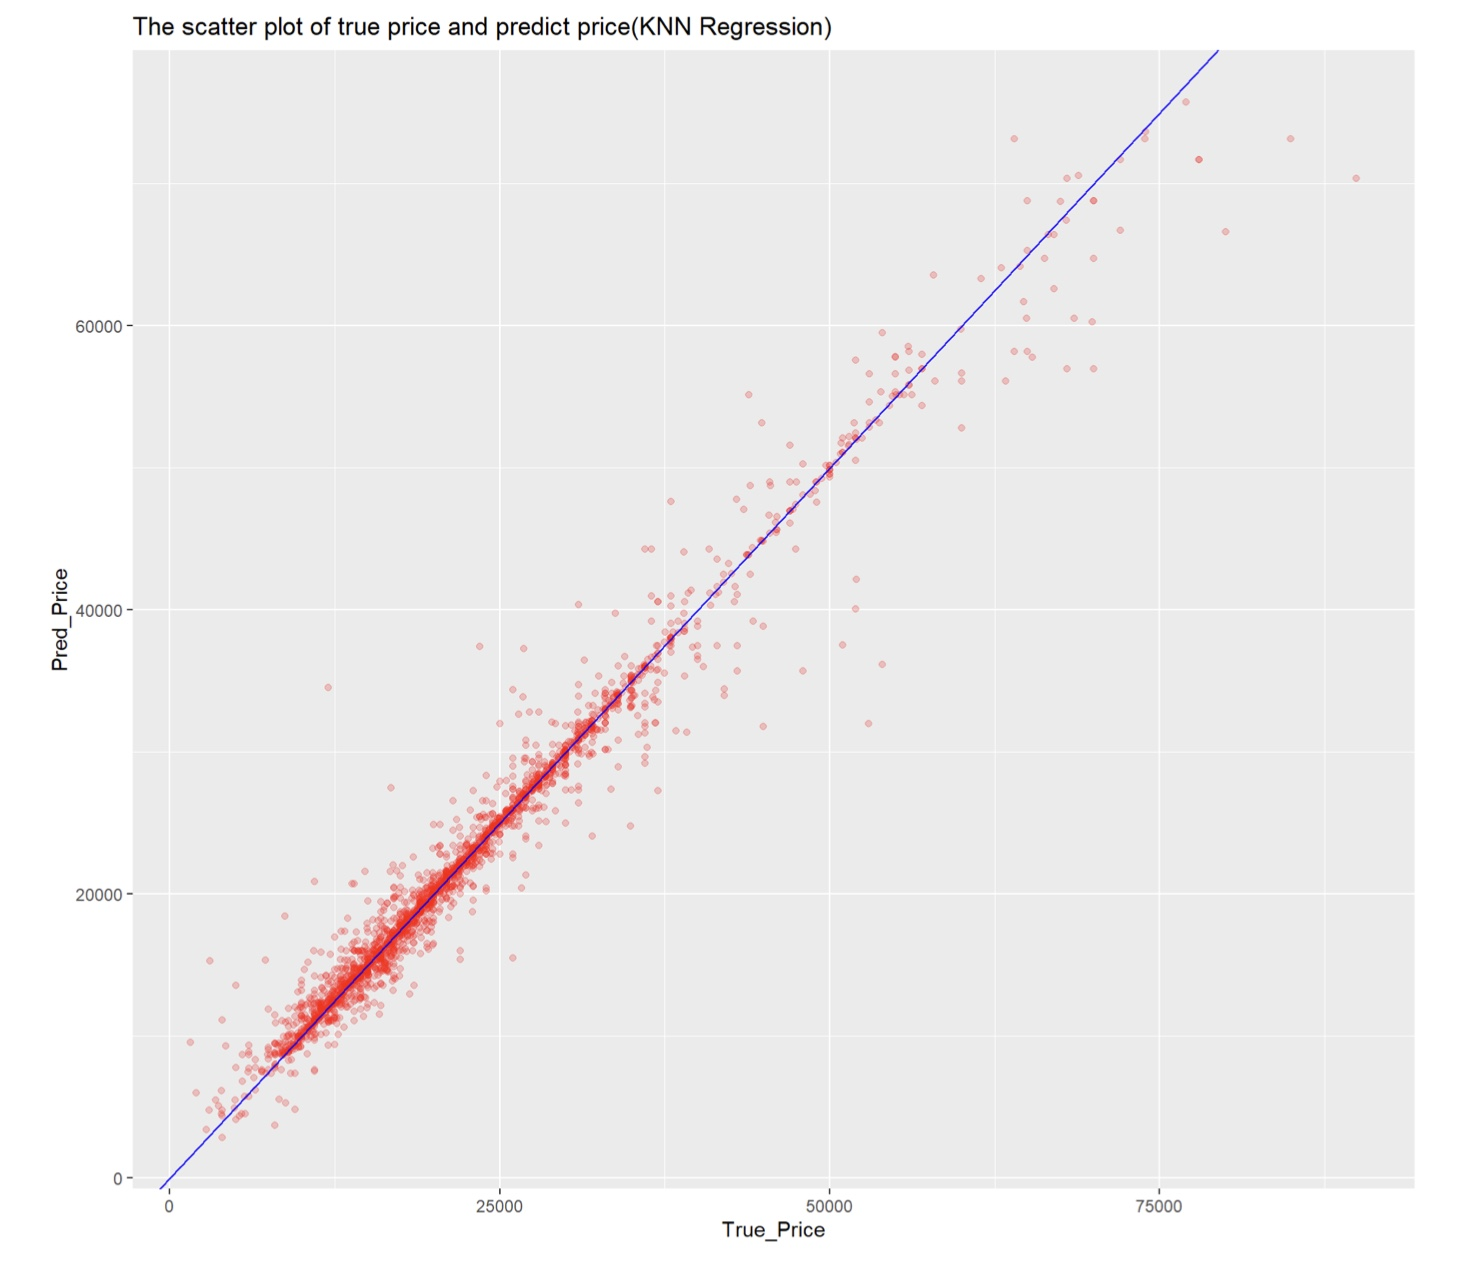 The scatter plot of true price and predict price(KNN Regression)
60000
40000
20000
0
Pred_Price
0 25000 50000 75000
True_Price